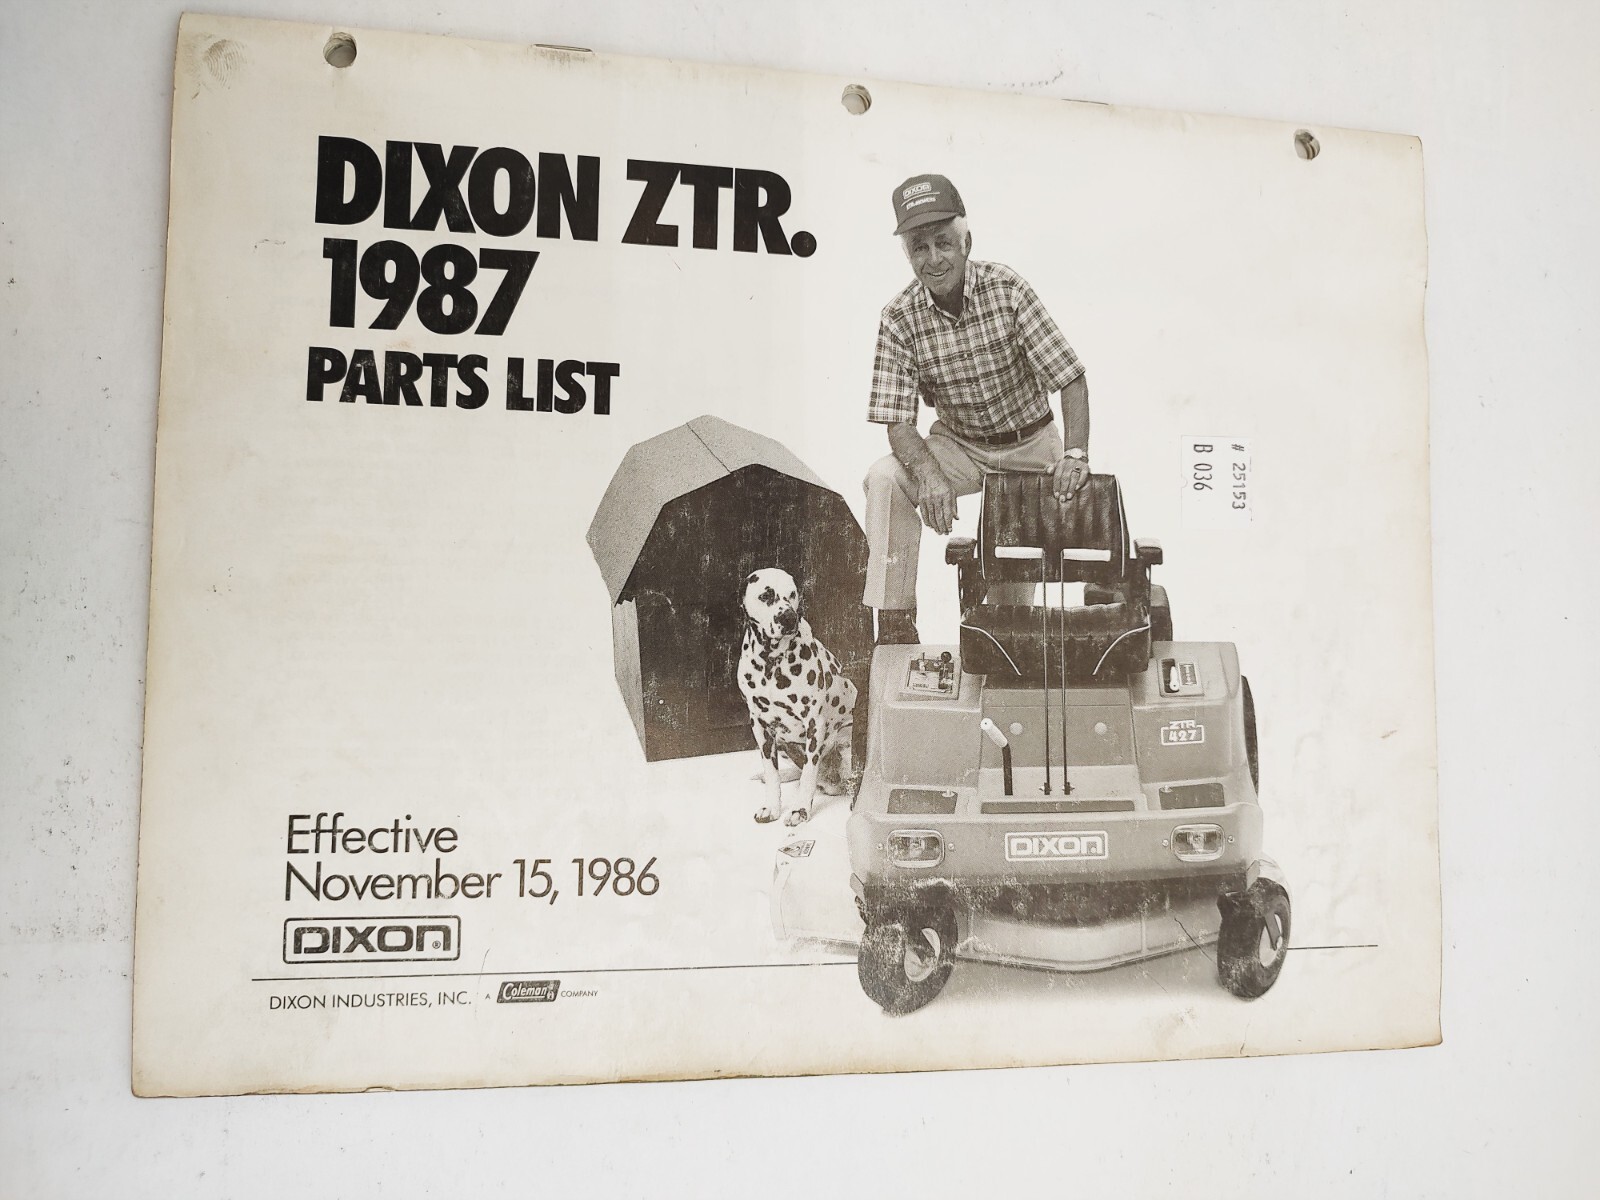 DIXON ZTR.
1987
PARTS LIST
DIXON
# 25153
B 036
ZTR
427
DIXON
Effective
November 15, 1986
DIXON®
DIXON INDUSTRIES, INC. A Coleman COMPANY